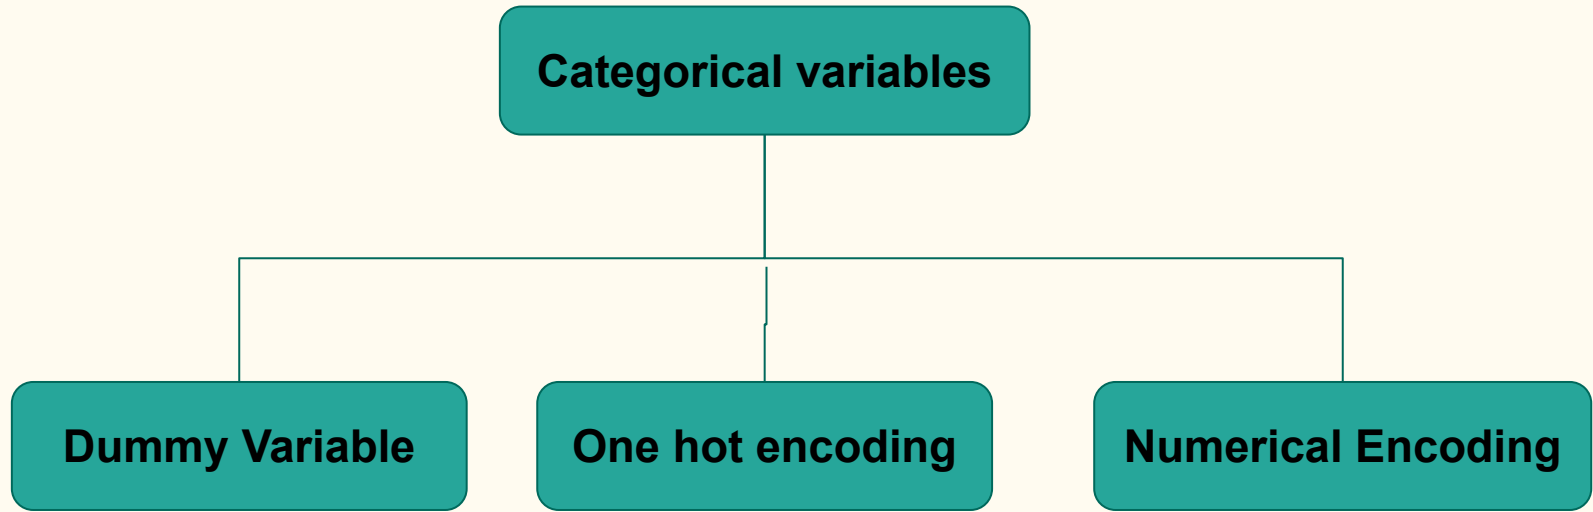 Categorical variables
Dummy Variable
One hot encoding
Numerical Encoding